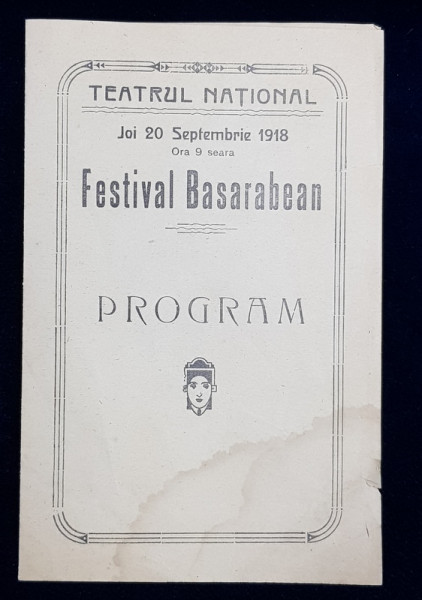 TEATRUL NAȚIONAL
Joi 20 Septembrie 1918
Ora 9 seara
Festival Basarabean
PROGRAM